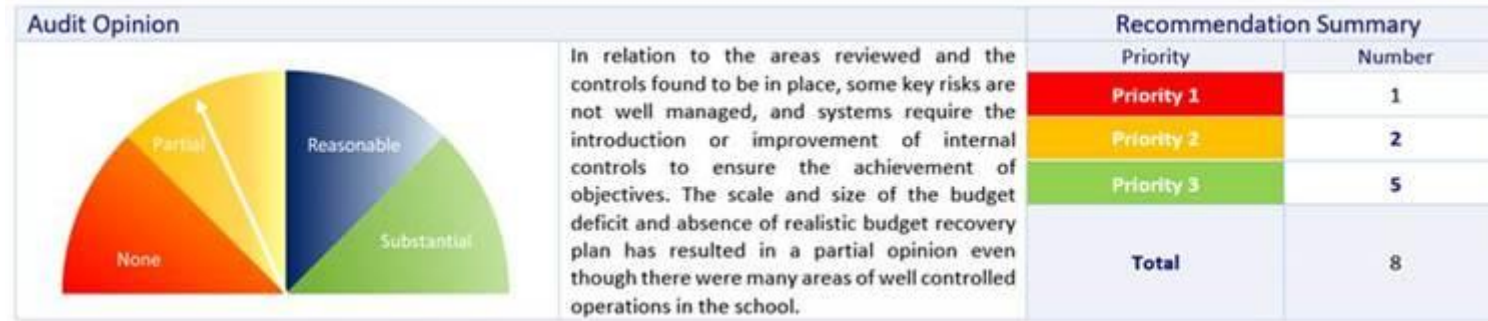 Audit Opinion
None
Partial
Reasonable
Substantial
In relation to the areas reviewed and the
controls found to be in place, some key risks are
not well managed, and systems require the
introduction or improvement of internal
controls to ensure the achievement of
objectives. The scale and size of the budget
deficit and absence of realistic budget recovery
plan has resulted in a partial opinion even
though there were many areas of well controlled
operations in the school.
Recommendation Summary
Priority Number
Priority 1 1
Priority 2 2
Priority 3 5
Total 8